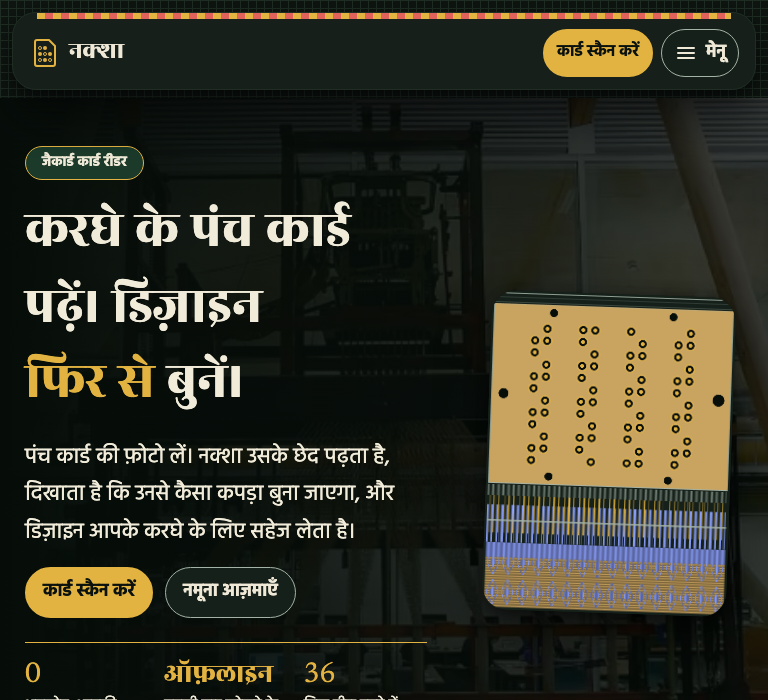 नक्शा
कार्ड स्कैन करें
मेनू
जैकार्ड कार्ड रीडर
करघे के पंच कार्ड
पढ़ें। डिज़ाइन
फिर से बुनें।
पंच कार्ड की फ़ोटो लें। नक्शा उसके छेद पढ़ता है,
दिखाता है कि उनसे कैसा कपड़ा बुना जाएगा, और
डिज़ाइन आपके करघे के लिए सहेज लेता है।
कार्ड स्कैन करें
नमूना आज़माएँ
0
ऑफ़लाइन
36